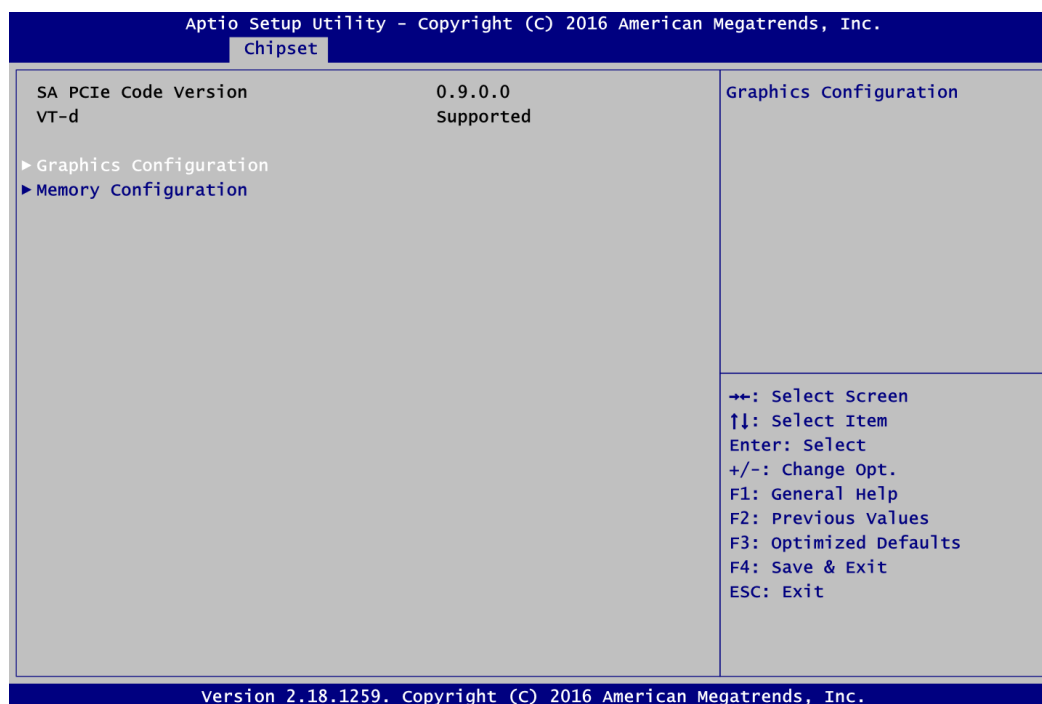 Aptio Setup Utility – Copyright (C) 2016 American Megatrends, Inc.
Chipset
SA PCIe Code Version 0.9.0.0
VT-d Supported
►Graphics Configuration
►Memory Configuration
Graphics Configuration
→←: Select Screen
↑↓: Select Item
Enter: Select
+/-: Change Opt.
F1: General Help
F2: Previous Values
F3: Optimized Defaults
F4: Save & Exit
ESC: Exit
Version 2.18.1259. Copyright (C) 2016 American Megatrends, Inc.